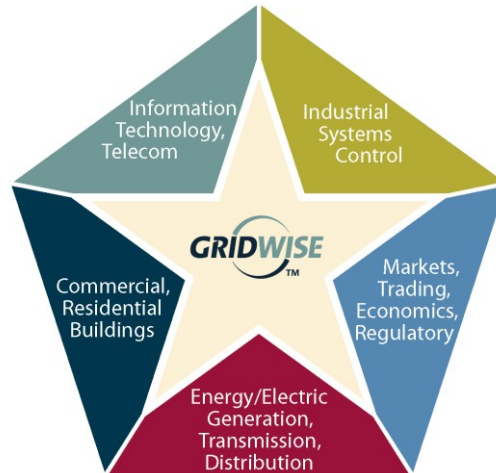 Information
Technology,
Telecom
Industrial
Systems
Control
GRIDWISE
TM
Commercial,
Residential
Buildings
Markets,
Trading,
Economics,
Regulatory
Energy/Electric
Generation,
Transmission,
Distribution